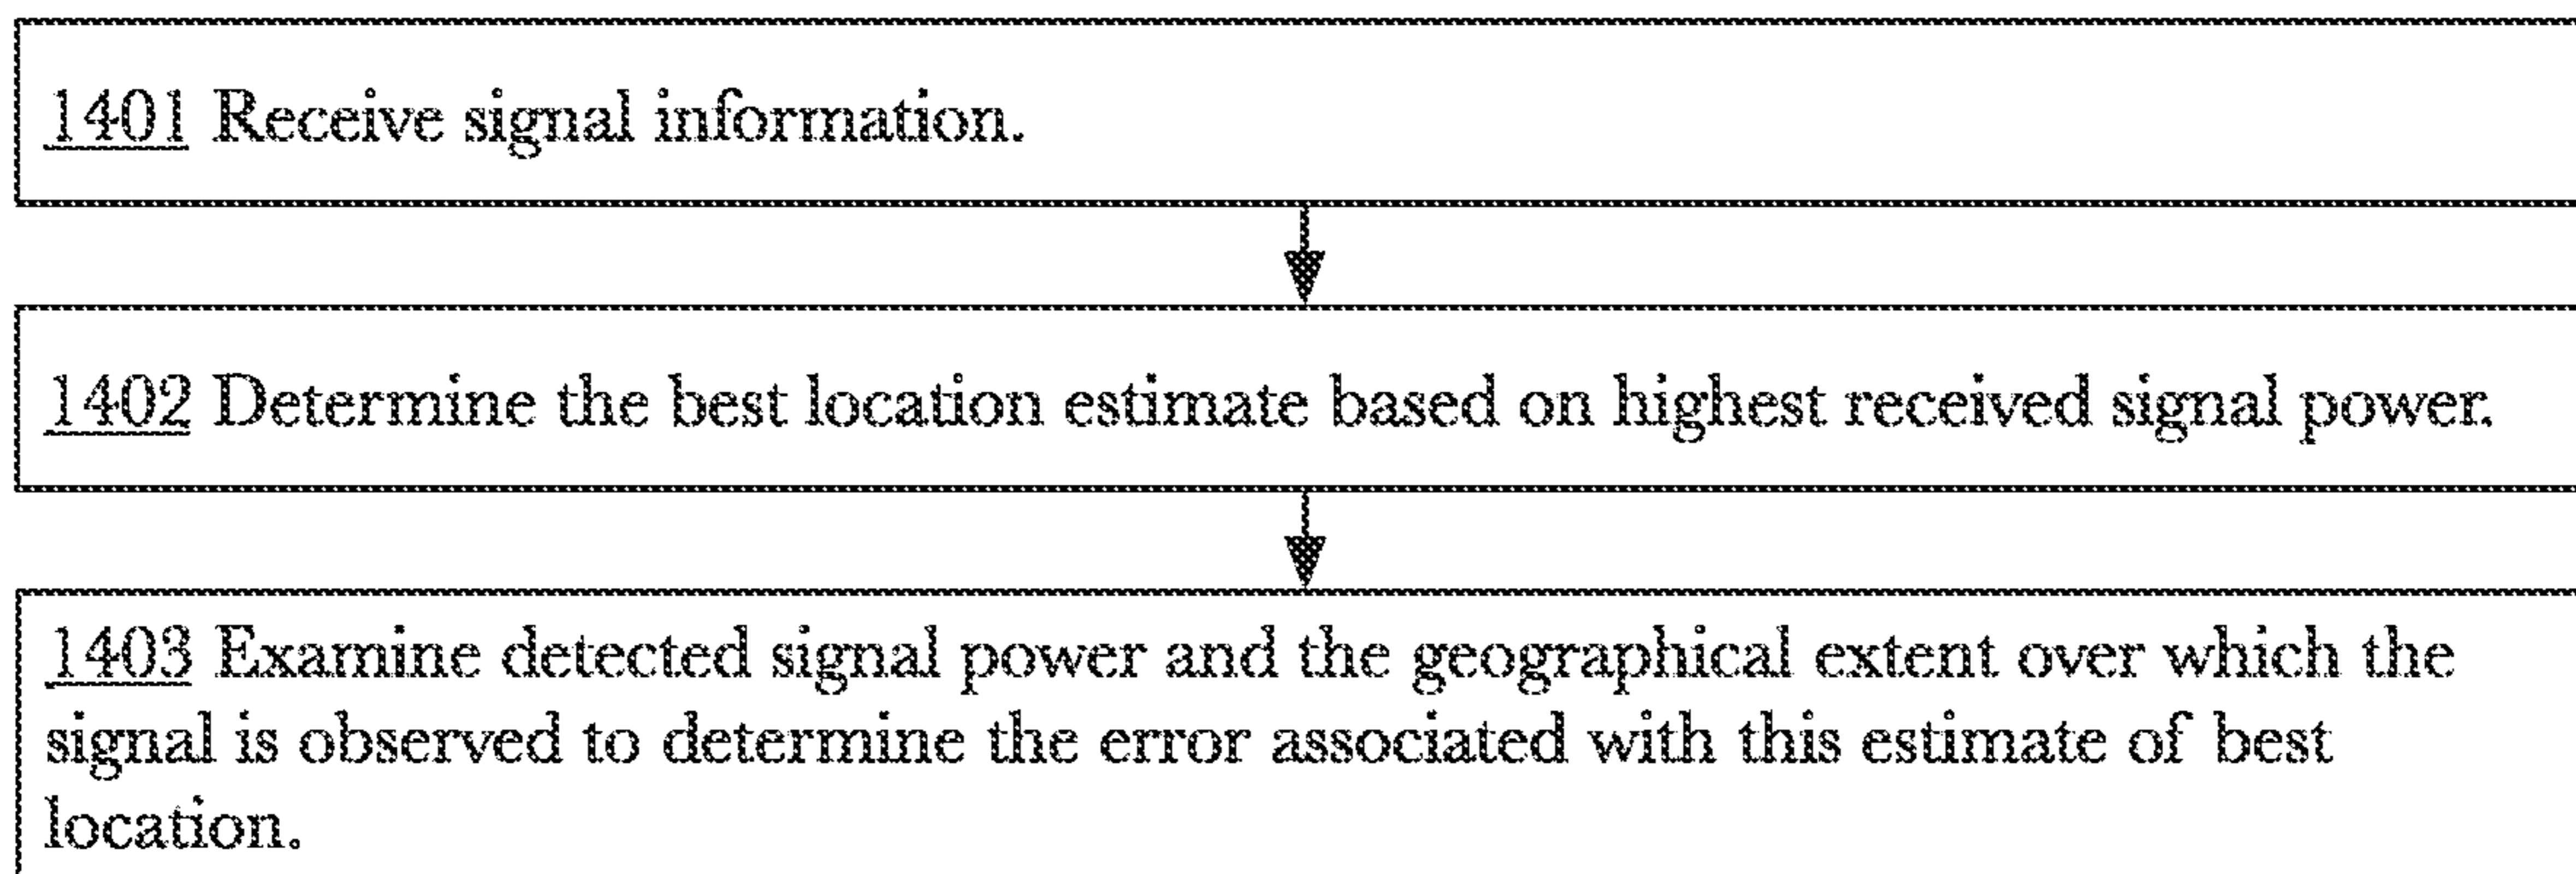 1401 Receive signal information.
1402 Determine the best location estimate based on highest received signal power.
1403 Examine detected signal power and the geographical extent over which the
signal is observed to determine the error associated with this estimate of best
location.